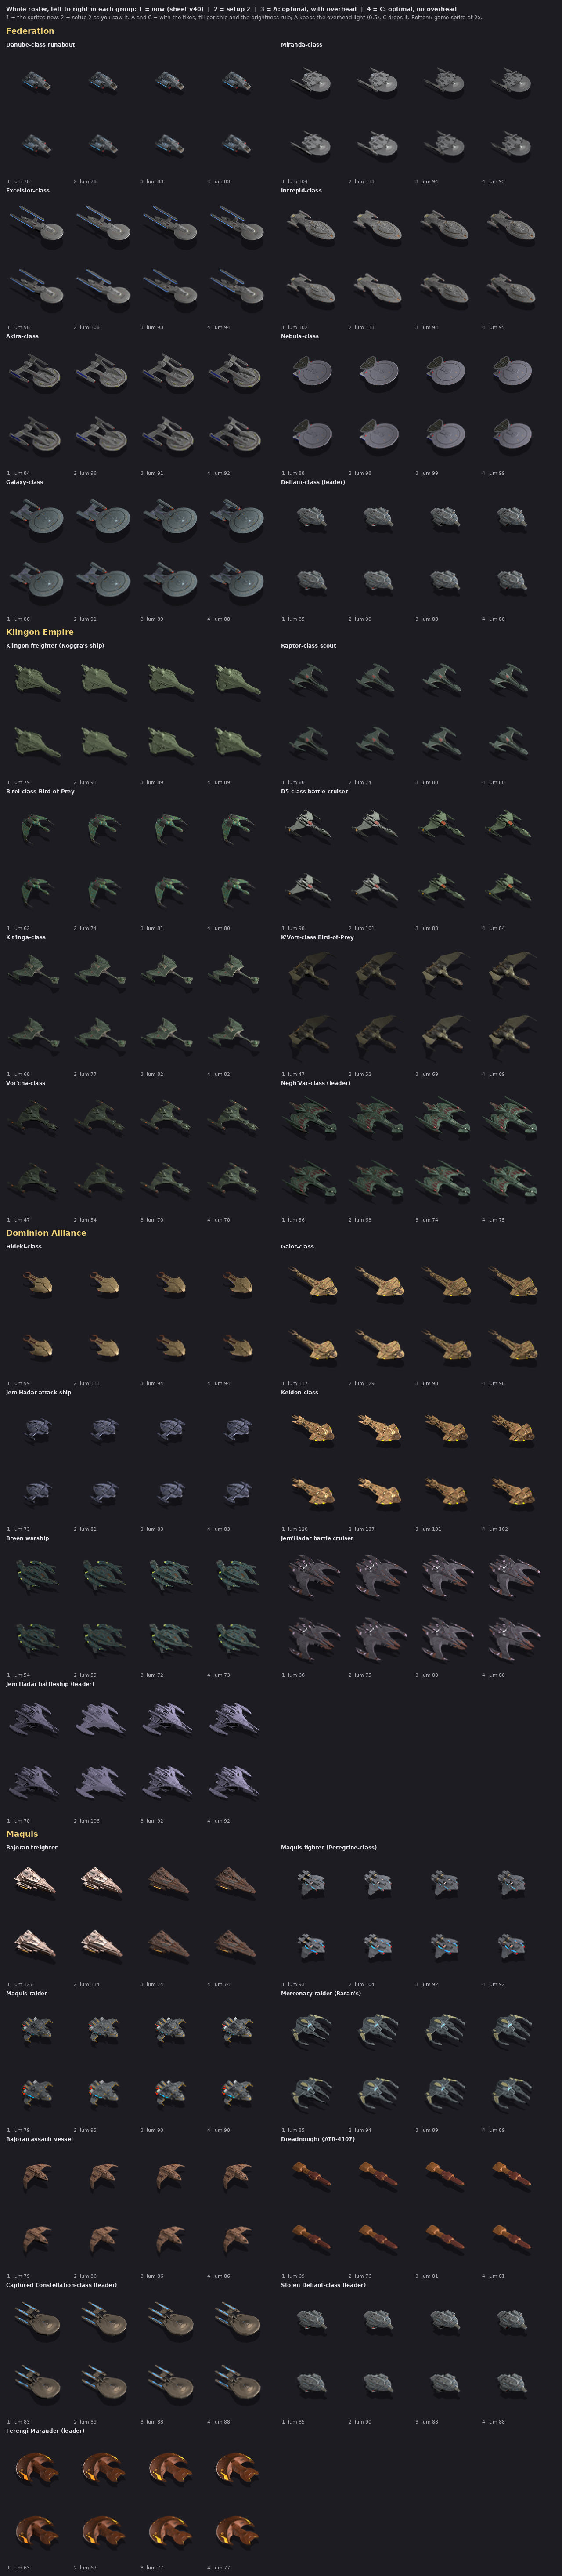 Whole roster, left to right in each group: 1 = now (sheet v40) | 2 = setup 2 | 3 = A: optimal, with overhead | 4 = C: optimal, no overhead
1 = the sprites now, 2 = setup 2 as you saw it. A and C = with the fixes, fill per ship and the brightness rule; A keeps the overhead light (0.5), C drops it. Bottom: game sprite at 2x.
Federation
Danube-class runabout
Miranda-class
1 lum 78
2 lum 78
3 lum 83
4 lum 83
1 lum 104
2 lum 113
3 lum 94
4 lum 93
Excelsior-class
Intrepid-class
1 lum 98
2 lum 108
3 lum 93
4 lum 94
1 lum 102
2 lum 113
3 lum 94
4 lum 95
Akira-class
Nebula-class
1 lum 84
2 lum 96
3 lum 91
4 lum 92
1 lum 88
2 lum 98
3 lum 99
4 lum 99
Galaxy-class
Defiant-class (leader)
1 lum 86
2 lum 91
3 lum 89
4 lum 88
1 lum 85
2 lum 90
3 lum 88
4 lum 88
Klingon Empire
Klingon freighter (Noggra's ship)
Raptor-class scout
1 lum 79
2 lum 91
3 lum 89
4 lum 89
1 lum 66
2 lum 74
3 lum 80
4 lum 80
B'rel-class Bird-of-Prey
D5-class battle cruiser
1 lum 62
2 lum 74
3 lum 81
4 lum 80
1 lum 98
2 lum 101
3 lum 83
4 lum 84
K't'inga-class
K'Vort-class Bird-of-Prey
1 lum 68
2 lum 77
3 lum 82
4 lum 82
1 lum 47
2 lum 52
3 lum 69
4 lum 69
Vor'cha-class
Negh'Var-class (leader)
1 lum 47
2 lum 54
3 lum 70
4 lum 70
1 lum 56
2 lum 63
3 lum 74
4 lum 75
Dominion Alliance
Hideki-class
Galor-class
1 lum 99
2 lum 111
3 lum 94
4 lum 94
1 lum 117
2 lum 129
3 lum 98
4 lum 98
Jem'Hadar attack ship
Keldon-class
1 lum 73
2 lum 81
3 lum 83
4 lum 83
1 lum 120
2 lum 137
3 lum 101
4 lum 102
Breen warship
Jem'Hadar battle cruiser
1 lum 54
2 lum 59
3 lum 72
4 lum 73
1 lum 66
2 lum 75
3 lum 80
4 lum 80
Jem'Hadar battleship (leader)
1 lum 70
2 lum 106
3 lum 92
4 lum 92
Maquis
Bajoran freighter
Maquis fighter (Peregrine-class)
1 lum 127
2 lum 134
3 lum 74
4 lum 74
1 lum 93
2 lum 104
3 lum 92
4 lum 92
Maquis raider
Mercenary raider (Baran's)
1 lum 79
2 lum 95
3 lum 90
4 lum 90
1 lum 85
2 lum 94
3 lum 89
4 lum 89
Bajoran assault vessel
Dreadnought (ATR-4107)
1 lum 79
2 lum 86
3 lum 86
4 lum 86
1 lum 69
2 lum 76
3 lum 81
4 lum 81
Captured Constellation-class (leader)
Stolen Defiant-class (leader)
1 lum 83
2 lum 89
3 lum 88
4 lum 88
1 lum 85
2 lum 90
3 lum 88
4 lum 88
Ferengi Marauder (leader)
1 lum 63
2 lum 67
3 lum 77
4 lum 77